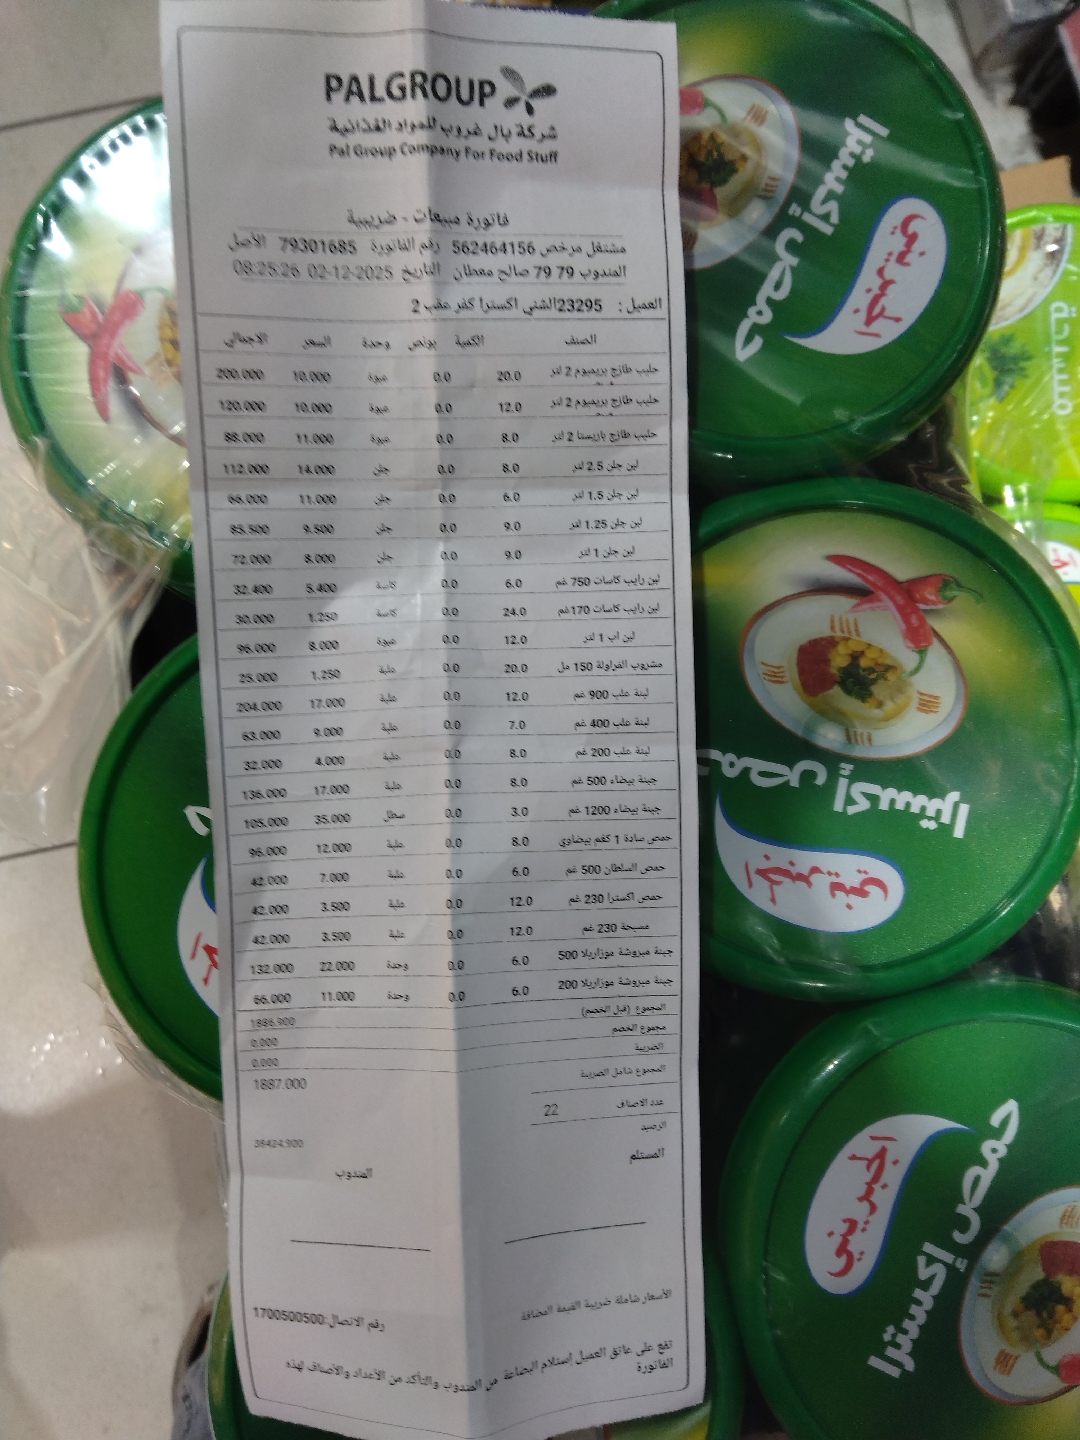 PALGROUP
شركة بال غروب للمواد الغذائية
Pal Group Company For Food Stuff
فاتورة مبيعات - ضريبية
مشتغل مرخص 562464156 رقم الفاتورة 79301685 الأصل
المندوب 79 79 صالح معطان التاريخ 02-12-2025 08:25:26
العميل : 23295الشني اكسترا كفر عقب 2
الصنف الكمية بونص وحدة السعر الاجمالي
حليب طازج بريميوم 2 لتر 20.0 0.0 عبوة 10.000 200.000
حليب طازج بريميوم 2 لتر 12.0 0.0 عبوة 10.000 120.000
حليب طازج باريستا 2 لتر 8.0 0.0 عبوة 11.000 88.000
لبن جلن 2.5 لتر 8.0 0.0 جلن 14.000 112.000
لبن جلن 1.5 لتر 6.0 0.0 جلن 11.000 66.000
لبن جلن 1.25 لتر 9.0 0.0 جلن 9.500 85.500
لبن جلن 1 لتر 9.0 0.0 جلن 8.000 72.000
لبن رايب كاسات 750 غم 6.0 0.0 كاسة 5.400 32.400
لبن رايب كاسات 170غم 24.0 0.0 كاسة 1.250 30.000
لبن اب 1 لتر 12.0 0.0 عبوة 8.000 96.000
مشروب الفراولة 150 مل 20.0 0.0 علبة 1.250 25.000
لبنة علب 900 غم 12.0 0.0 علبة 17.000 204.000
لبنة علب 400 غم 7.0 0.0 علبة 9.000 63.000
لبنة علب 200 غم 8.0 0.0 علبة 4.000 32.000
جبنة بيضاء 500 غم 8.0 0.0 علبة 17.000 136.000
جبنة بيضاء 1200 غم 3.0 0.0 سطل 35.000 105.000
حمص سادة 1 كغم بيضاوي 8.0 0.0 علبة 12.000 96.000
حمص السلطان 500 غم 6.0 0.0 علبة 7.000 42.000
حمص اكسترا 230 غم 12.0 0.0 علبة 3.500 42.000
مسبحة 230 غم 12.0 0.0 علبة 3.500 42.000
جبنة مبروشة موزاريلا 500 6.0 0.0 وحدة 22.000 132.000
جبنة مبروشة موزاريلا 200 6.0 0.0 وحدة 11.000 66.000
المجموع (قبل الخصم) 1886.900
مجموع الخصم 0.000
الضريبة 0.000
المجموع شامل الضريبة 1887.000
عدد الاصناف 22
الرصيد 38424.900
المستلم المندوب
الأسعار شاملة ضريبة القيمة المضافة
رقم الاتصال:1700500500
تقع على عاتق العميل إستلام البضاعة من المندوب والتأكد من الأعداد والأصناف لهذه
الفاتورة
الجبريني
حمص إكسترا
مسبحة
الجبريني
حمص إكسترا
الجبريني
حمص إكسترا